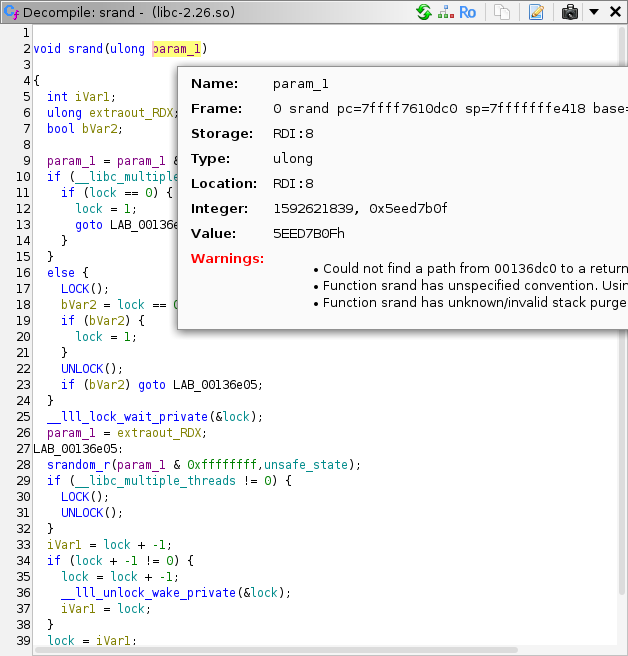 Decompile: srand - (libc-2.26.so)
Ro
1
2 void srand(ulong param_1)
3
4 {
5 int iVar1;
6 ulong extraout_RDX;
7 bool bVar2;
8
9 param_1 = param_1 &
10 if (__libc_multiple
11 if (lock == 0) {
12 lock = 1;
13 goto LAB_00136e
14 }
15 }
16 else {
17 LOCK();
18 bVar2 = lock == 0
19 if (bVar2) {
20 lock = 1;
21 }
22 UNLOCK();
23 if (bVar2) goto LAB_00136e05;
24 }
25 __lll_lock_wait_private(&lock);
26 param_1 = extraout_RDX;
27 LAB_00136e05:
28 srandom_r(param_1 & 0xffffffff,unsafe_state);
29 if (__libc_multiple_threads != 0) {
30 LOCK();
31 UNLOCK();
32 }
33 iVar1 = lock + -1;
34 if (lock + -1 != 0) {
35 lock = lock + -1;
36 __lll_unlock_wake_private(&lock);
37 iVar1 = lock;
38 }
39 lock = iVar1;
Name: param_1
Frame: 0 srand pc=7ffff7610dc0 sp=7fffffffe418 base=
Storage: RDI:8
Type: ulong
Location: RDI:8
Integer: 1592621839, 0x5eed7b0f
Value: 5EED7B0Fh
Warnings:
• Could not find a path from 00136dc0 to a return
• Function srand has unspecified convention. Usin
• Function srand has unknown/invalid stack purge